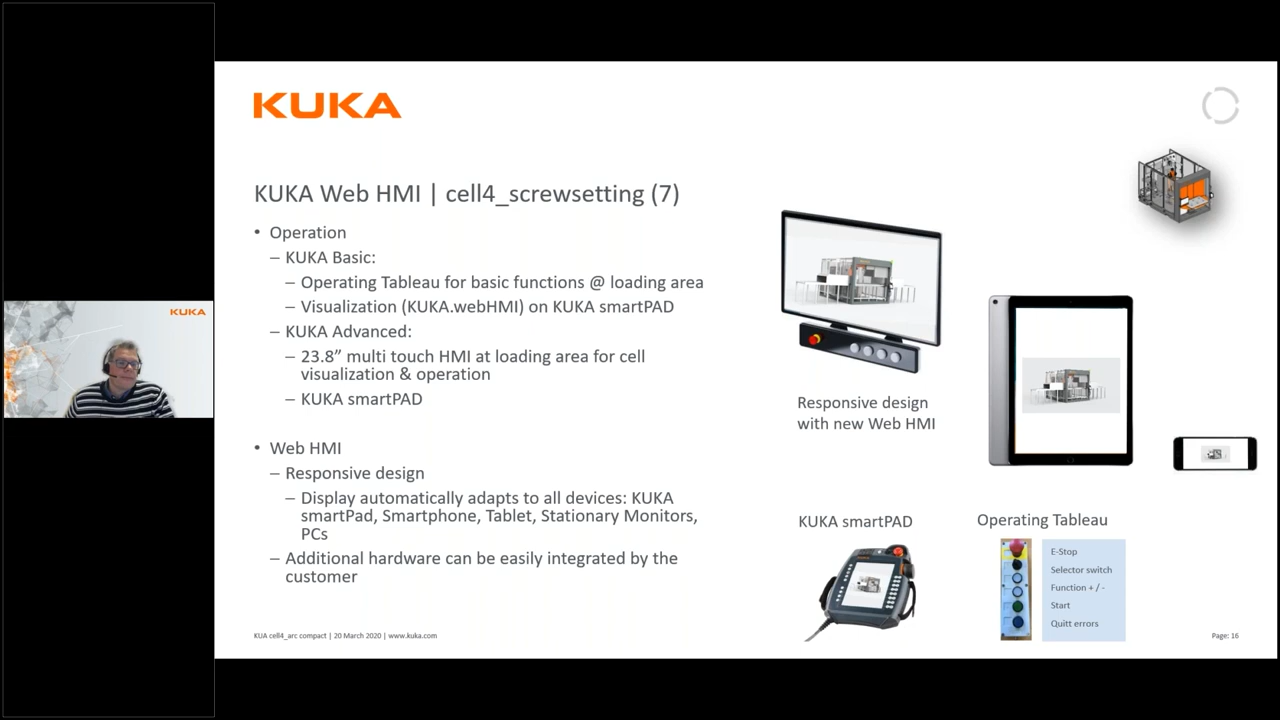 KUKA
KUKA
KUKA Web HMI | cell4_screwsetting (7)
• Operation
– KUKA Basic:
– Operating Tableau for basic functions @ loading area
– Visualization (KUKA.webHMI) on KUKA smartPAD
– KUKA Advanced:
– 23.8” multi touch HMI at loading area for cell
visualization & operation
– KUKA smartPAD
• Web HMI
– Responsive design
– Display automatically adapts to all devices: KUKA
smartPad, Smartphone, Tablet, Stationary Monitors,
PCs
– Additional hardware can be easily integrated by the
customer
Responsive design
with new Web HMI
KUKA smartPAD
Operating Tableau
E-Stop
Selector switch
Function + / -
Start
Quitt errors
KUA cell4_arc compact | 20 March 2020 | www.kuka.com
Page: 16